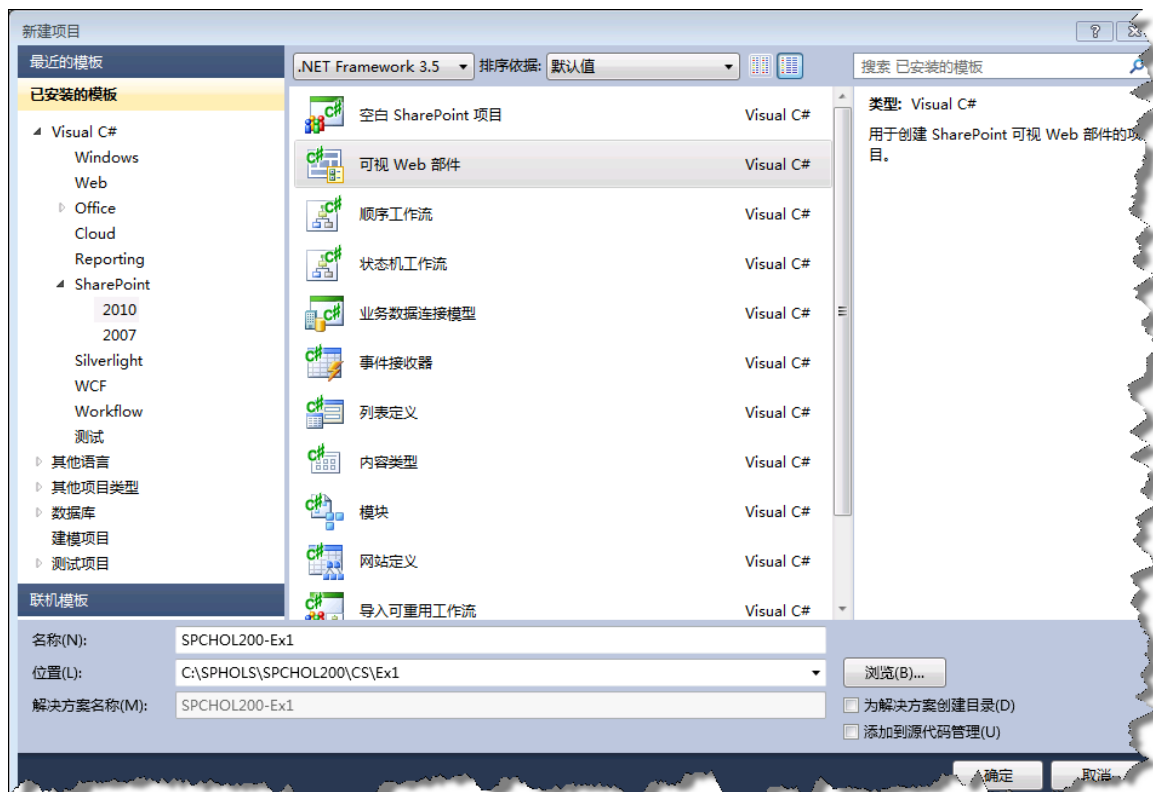 新建项目
最近的模板
已安装的模板
Visual C#
Windows
Web
Office
Cloud
Reporting
SharePoint
2010
2007
Silverlight
WCF
Workflow
测试
其他语言
其他项目类型
数据库
建模项目
测试项目
联机模板
.NET Framework 3.5 排序依据: 默认值
空白 SharePoint 项目 Visual C#
可视 Web 部件 Visual C#
顺序工作流 Visual C#
状态机工作流 Visual C#
业务数据连接模型 Visual C#
事件接收器 Visual C#
列表定义 Visual C#
内容类型 Visual C#
模块 Visual C#
网站定义 Visual C#
导入可重用工作流 Visual C#
搜索 已安装的模板
类型: Visual C#
用于创建 SharePoint 可视 Web 部件的项
目。
名称(N): SPCHOL200-Ex1
位置(L): C:\SPHOLS\SPCHOL200\CS\Ex1 浏览(B)...
解决方案名称(M): SPCHOL200-Ex1 为解决方案创建目录(D)
添加到源代码管理(U)
确定 取消